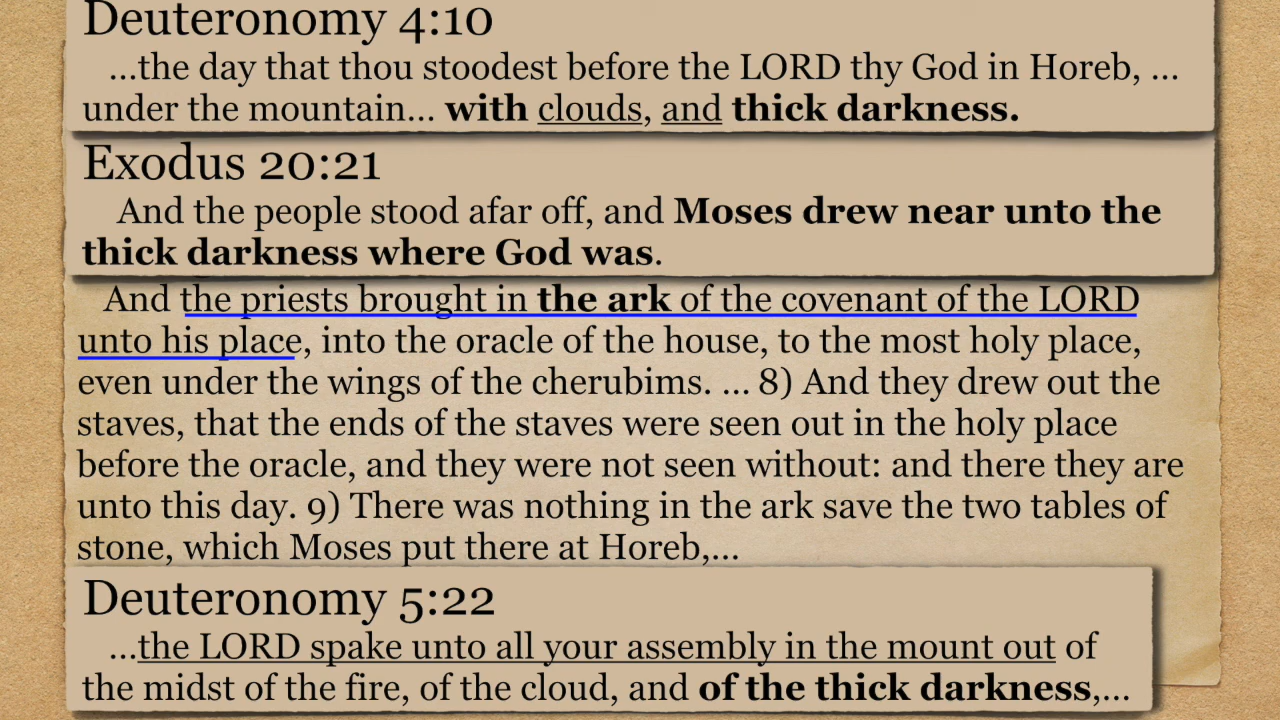 Deuteronomy 4:10
...the day that thou stoodest before the LORD thy God in Horeb, ...
under the mountain... with clouds, and thick darkness.
Exodus 20:21
And the people stood afar off, and Moses drew near unto the
thick darkness where God was.
And the priests brought in the ark of the covenant of the LORD
unto his place, into the oracle of the house, to the most holy place,
even under the wings of the cherubims. ... 8) And they drew out the
staves, that the ends of the staves were seen out in the holy place
before the oracle, and they were not seen without: and there they are
unto this day. 9) There was nothing in the ark save the two tables of
stone, which Moses put there at Horeb,...
Deuteronomy 5:22
...the LORD spake unto all your assembly in the mount out of
the midst of the fire, of the cloud, and of the thick darkness,...